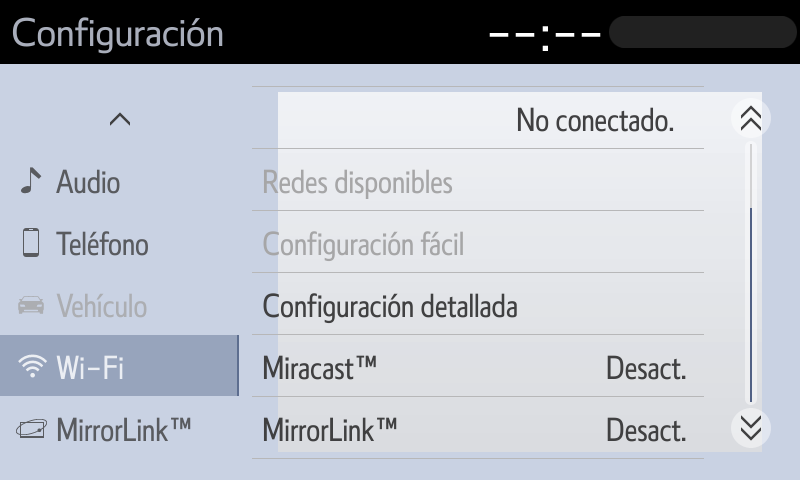 Configuración --:--
No conectado.
Audio
Redes disponibles
Teléfono
Configuración fácil
Vehículo
Configuración detallada
Wi-Fi
Miracast™ Desact.
MirrorLink™
MirrorLink™ Desact.